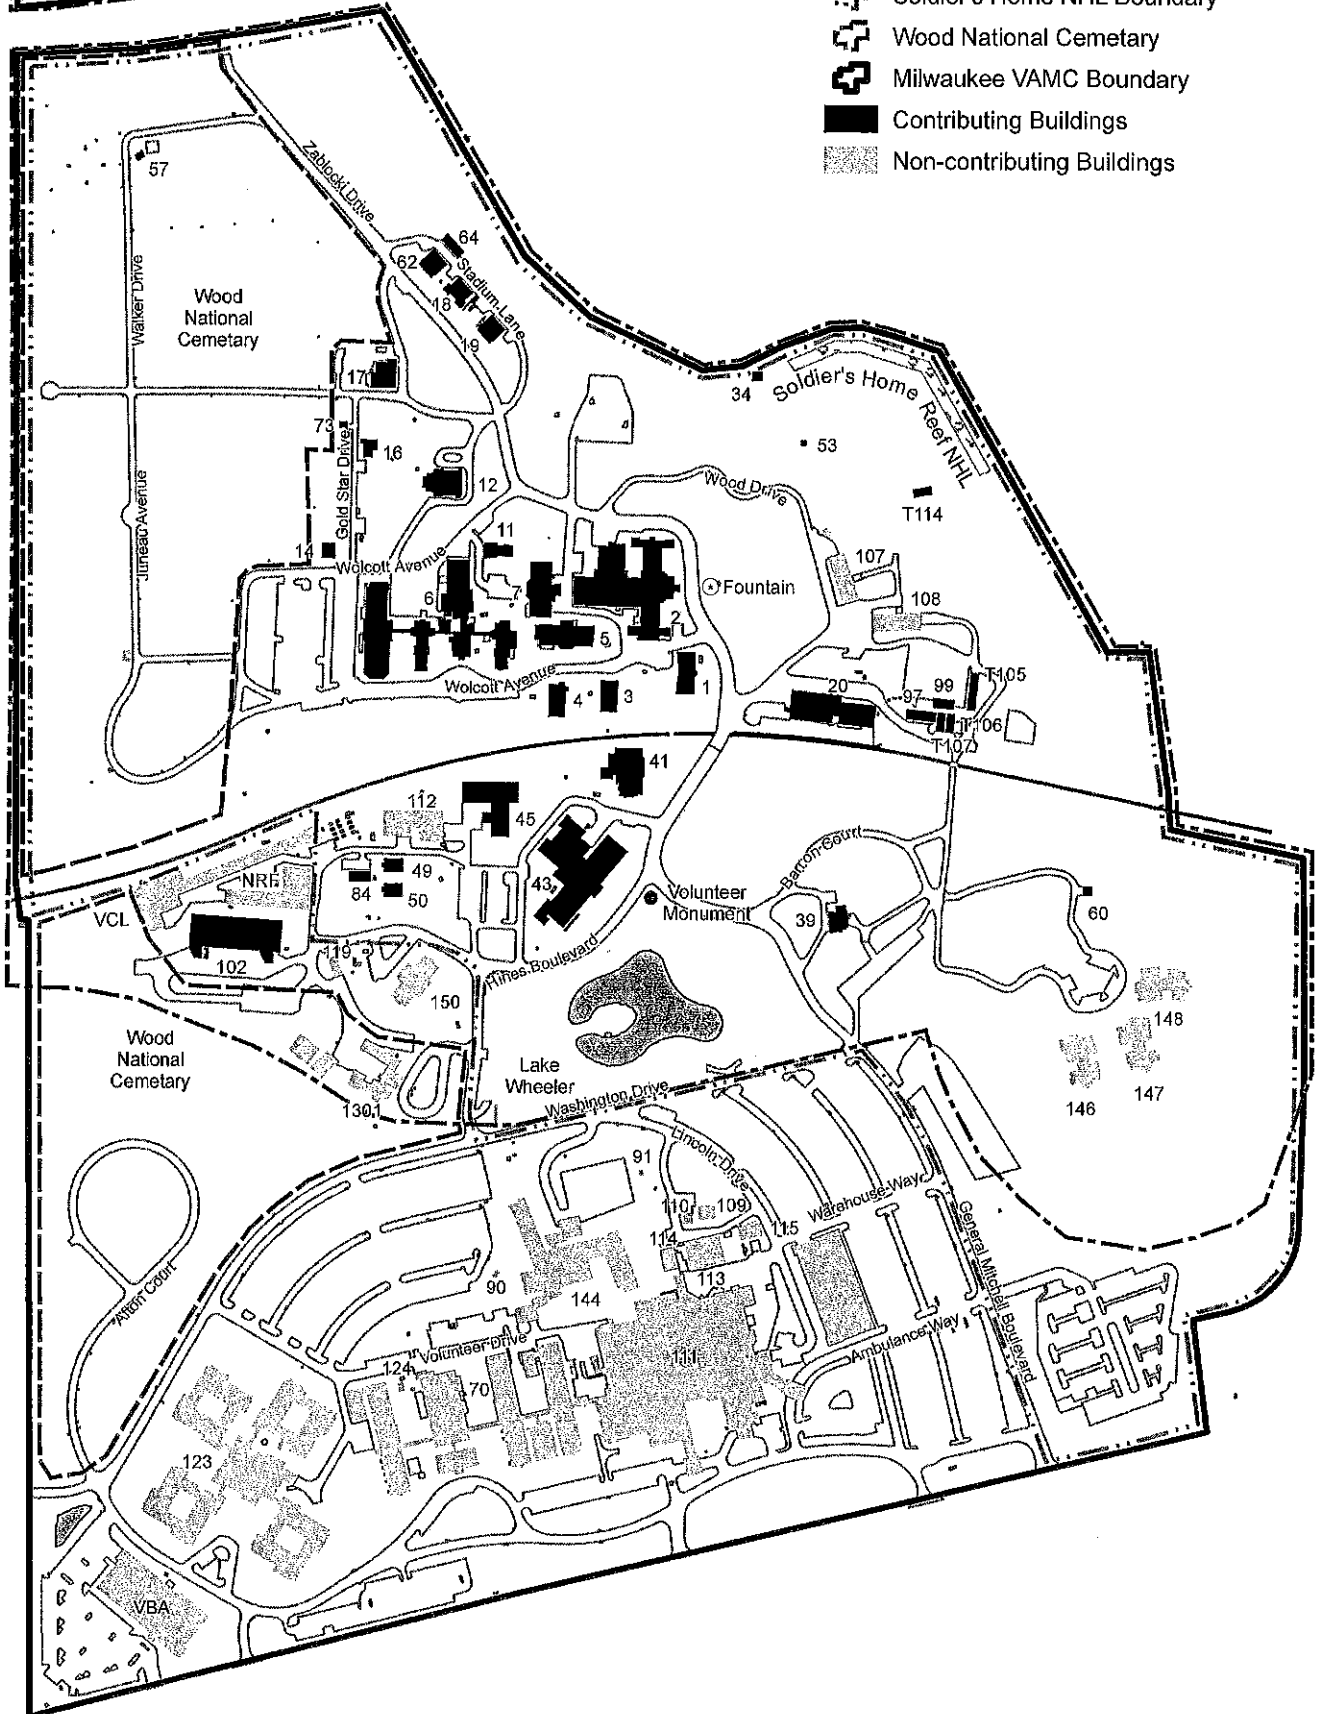 Soldier's Home NHL Boundary
Wood National Cemetary
Milwaukee VAMC Boundary
Contributing Buildings
Non-contributing Buildings
57
Zablocki Drive
64
62
Stadium Lane
18
19
Walker Drive
Wood
National
Cemetary
17
34
Soldier's Home Reef NHL
73
16
53
Gold Star Drive
12
Wood Drive
T114
Juneau Avenue
11
14
Wolcott Avenue
107
6
7
Fountain
108
2
5
Wolcott Avenue
1
T105
4
3
20
97
99
T106
T107
41
112
45
Barron Court
49
NRF
43
84
50
Volunteer
Monument
VCL
39
60
119
102
Hines Boulevard
150
148
Wood
National
Cemetary
Lake
Wheeler
147
146
Washington Drive
1301
Lincoln Drive
91
Warehouse Way
110
109
115
114
General Mitchell Boulevard
113
90
144
Afton Court
Ambulance Way
Volunteer Drive
111
124
70
123
VBA